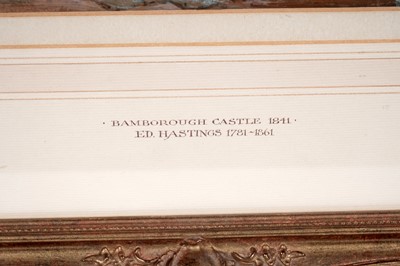 · BAMBOROUGH CASTLE 1841 ·
ED. HASTINGS 1781-1861